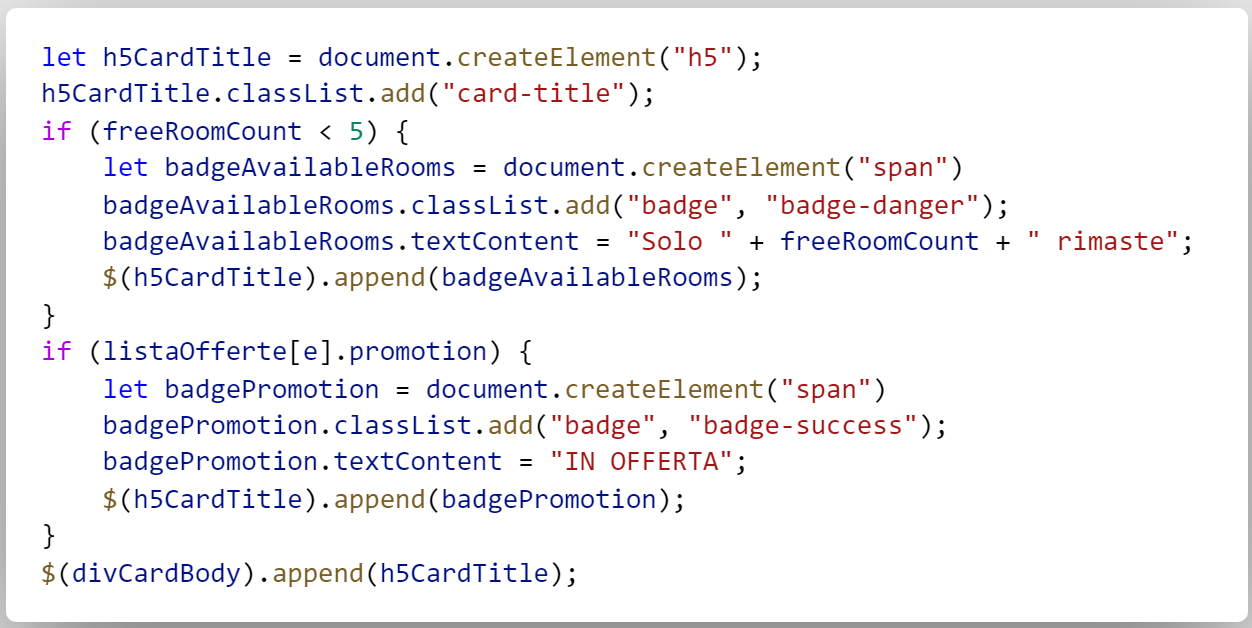 let h5CardTitle = document.createElement("h5");
h5CardTitle.classList.add("card-title");
if (freeRoomCount < 5) {
    let badgeAvailableRooms = document.createElement("span")
    badgeAvailableRooms.classList.add("badge", "badge-danger");
    badgeAvailableRooms.textContent = "Solo " + freeRoomCount + " rimaste";
    $(h5CardTitle).append(badgeAvailableRooms);
}
if (listaOfferte[e].promotion) {
    let badgePromotion = document.createElement("span")
    badgePromotion.classList.add("badge", "badge-success");
    badgePromotion.textContent = "IN OFFERTA";
    $(h5CardTitle).append(badgePromotion);
}
$(divCardBody).append(h5CardTitle);